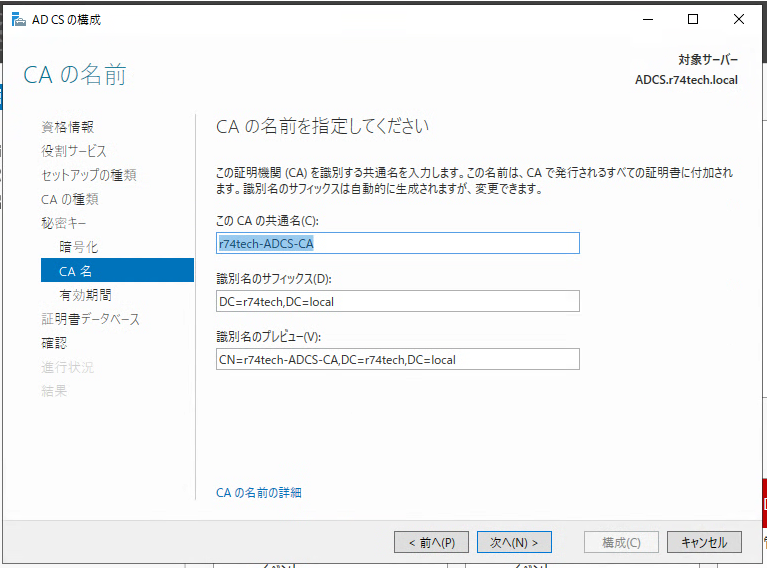 AD CS の構成
CA の名前
対象サーバー
ADCS.r74tech.local
資格情報
役割サービス
セットアップの種類
CA の種類
秘密キー
暗号化
CA 名
有効期間
証明書データベース
確認
進行状況
結果
CA の名前を指定してください
この証明機関 (CA) を識別する共通名を入力します。この名前は、CA で発行されるすべての証明書に付加され
ます。識別名のサフィックスは自動的に生成されますが、変更できます。
この CA の共通名(C):
r74tech-ADCS-CA
識別名のサフィックス(D):
DC=r74tech,DC=local
識別名のプレビュー(V):
CN=r74tech-ADCS-CA,DC=r74tech,DC=local
CA の名前の詳細
< 前へ(P)
次へ(N) >
構成(C)
キャンセル